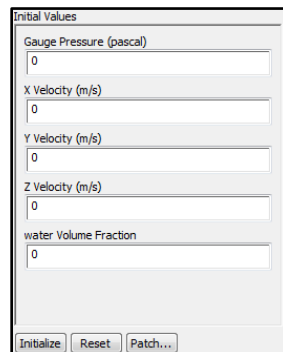 Initial Values
Gauge Pressure (pascal)
0
X Velocity (m/s)
0
Y Velocity (m/s)
0
Z Velocity (m/s)
0
water Volume Fraction
0
Initialize Reset Patch...